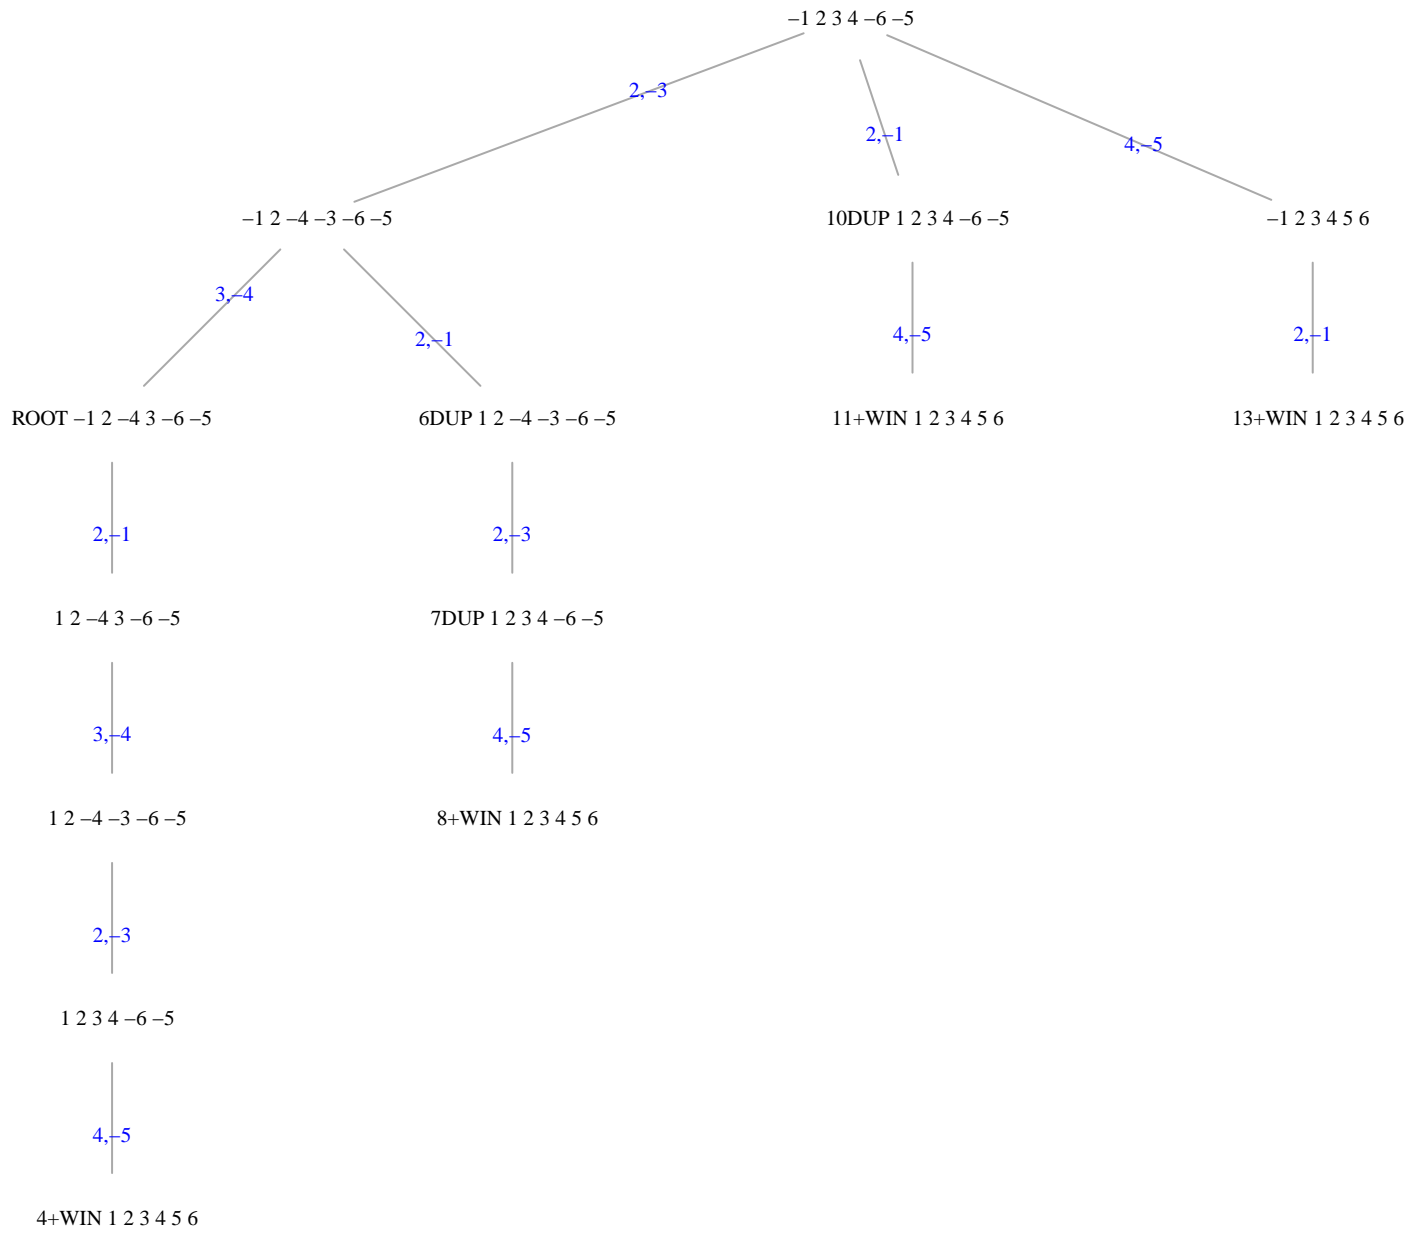 –1 2 3 4 –6 –5
2,–3
2,–1
4,–5
–1 2 –4 –3 –6 –5
10DUP 1 2 3 4 –6 –5
–1 2 3 4 5 6
3,–4
2,–1
4,–5
2,–1
ROOT –1 2 –4 3 –6 –5
6DUP 1 2 –4 –3 –6 –5
11+WIN 1 2 3 4 5 6
13+WIN 1 2 3 4 5 6
2,–1
2,–3
1 2 –4 3 –6 –5
7DUP 1 2 3 4 –6 –5
3,–4
4,–5
1 2 –4 –3 –6 –5
8+WIN 1 2 3 4 5 6
2,–3
1 2 3 4 –6 –5
4,–5
4+WIN 1 2 3 4 5 6